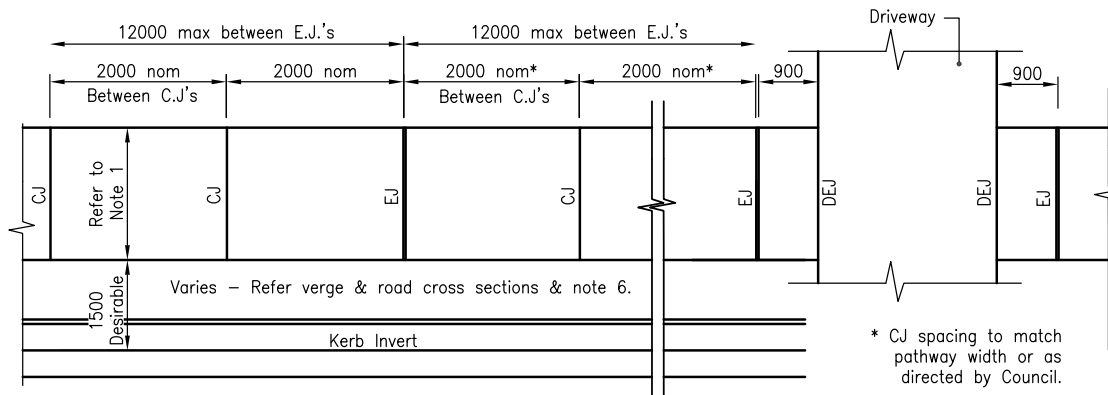 Driveway
12000 max between E.J.'s
12000 max between E.J.'s
2000 nom
Between C.J's
2000 nom
2000 nom*
Between C.J's
2000 nom*
900
900
CJ
Refer to
Note 1
CJ
EJ
CJ
EJ
DEJ
DEJ
EJ
1500
Desirable
Varies – Refer verge & road cross sections & note 6.
Kerb Invert
* CJ spacing to match
pathway width or as
directed by Council.